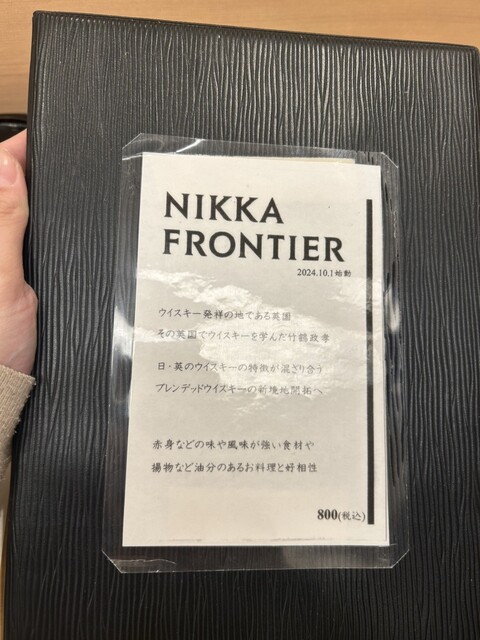 NIKKA
FRONTIER
2024.10.1始動
ウイスキー発祥の地である英国
その英国でウイスキーを学んだ竹鶴政孝
日・英のウイスキーの特徴が混ざり合う
ブレンデッドウイスキーの新境地開拓へ
赤身などの味や風味が強い食材や
揚物など油分のあるお料理と好相性
800(税込)